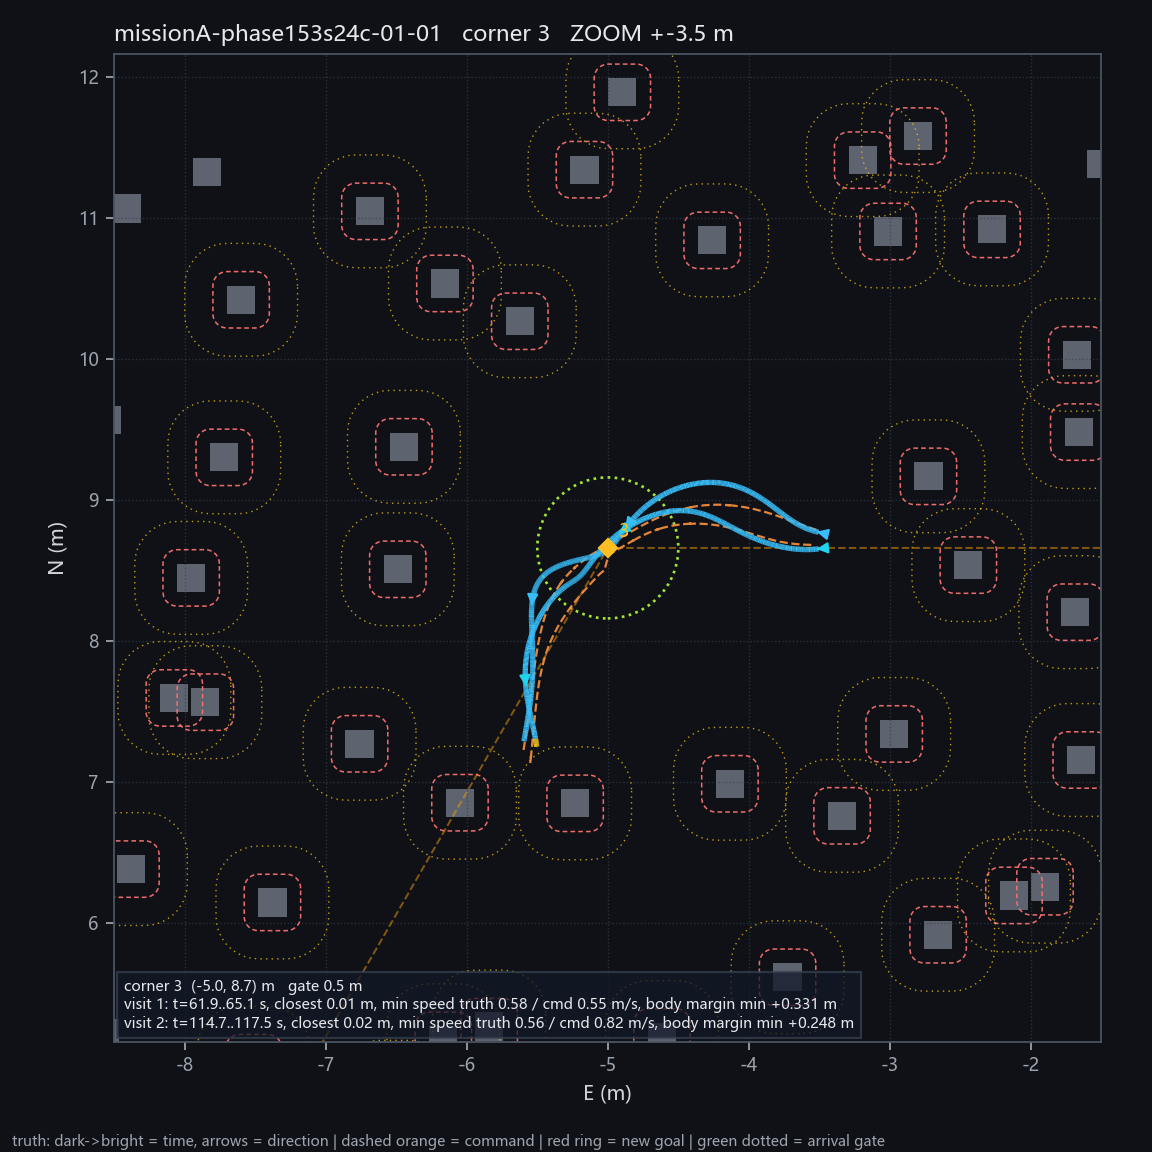 missionA-phase153s24c-01-01   corner 3   ZOOM +-3.5 m
12
11
10
9
8
7
6
N (m)
-8
-7
-6
-5
-4
-3
-2
E (m)
corner 3  (-5.0, 8.7) m   gate 0.5 m
visit 1: t=61.9..65.1 s, closest 0.01 m, min speed truth 0.58 / cmd 0.55 m/s, body margin min +0.331 m
visit 2: t=114.7..117.5 s, closest 0.02 m, min speed truth 0.56 / cmd 0.82 m/s, body margin min +0.248 m
truth: dark->bright = time, arrows = direction | dashed orange = command | red ring = new goal | green dotted = arrival gate